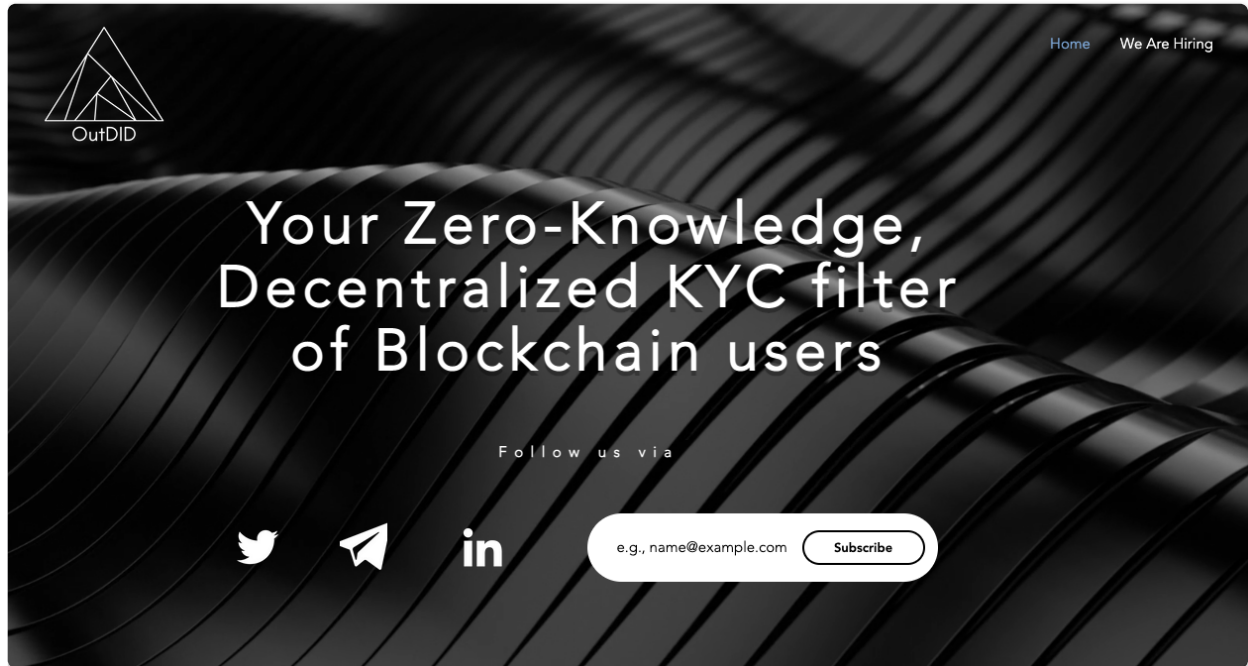 Home
We Are Hiring
OutDID
Your Zero-Knowledge,
Decentralized KYC filter
of Blockchain users
Follow us via
in
e.g., name@example.com
Subscribe